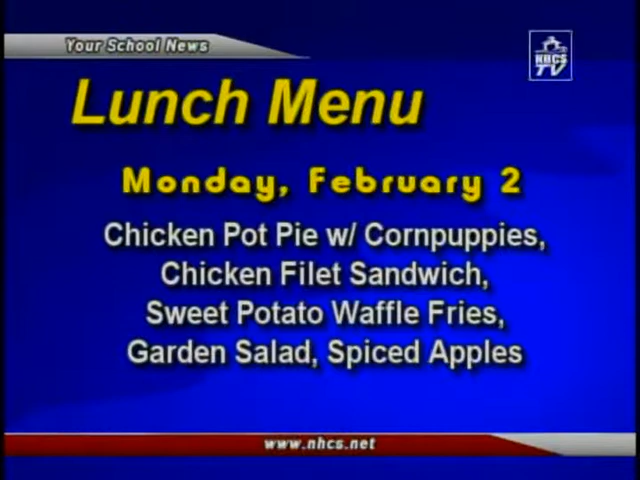 Your School News
NHCS
TV
Lunch Menu
Monday, February 2
Chicken Pot Pie w/ Cornpuppies,
Chicken Filet Sandwich,
Sweet Potato Waffle Fries,
Garden Salad, Spiced Apples
www.nhcs.net